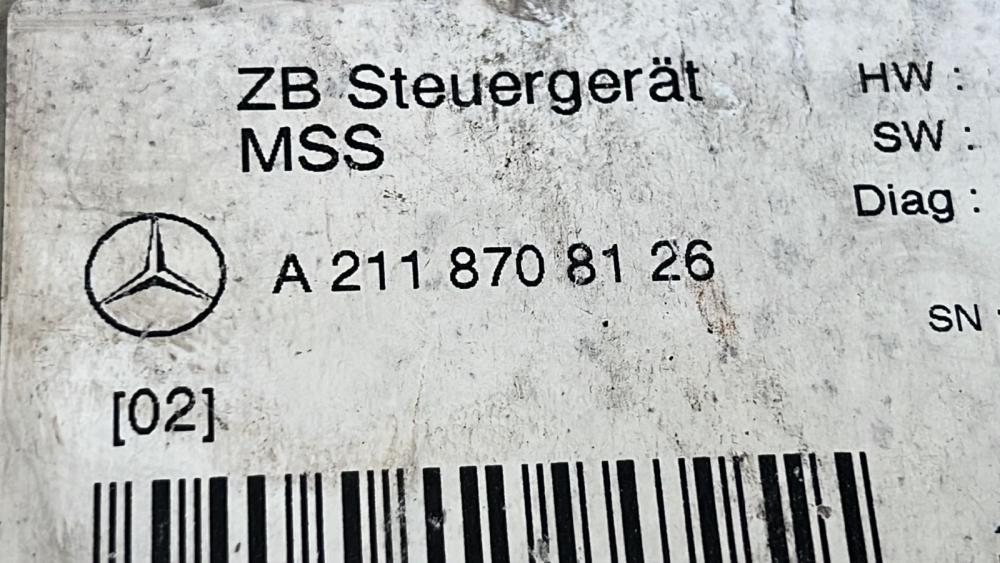 ZB Steuergerät
MSS
A 211 870 81 26
[02]
HW :
SW :
Diag :
SN :